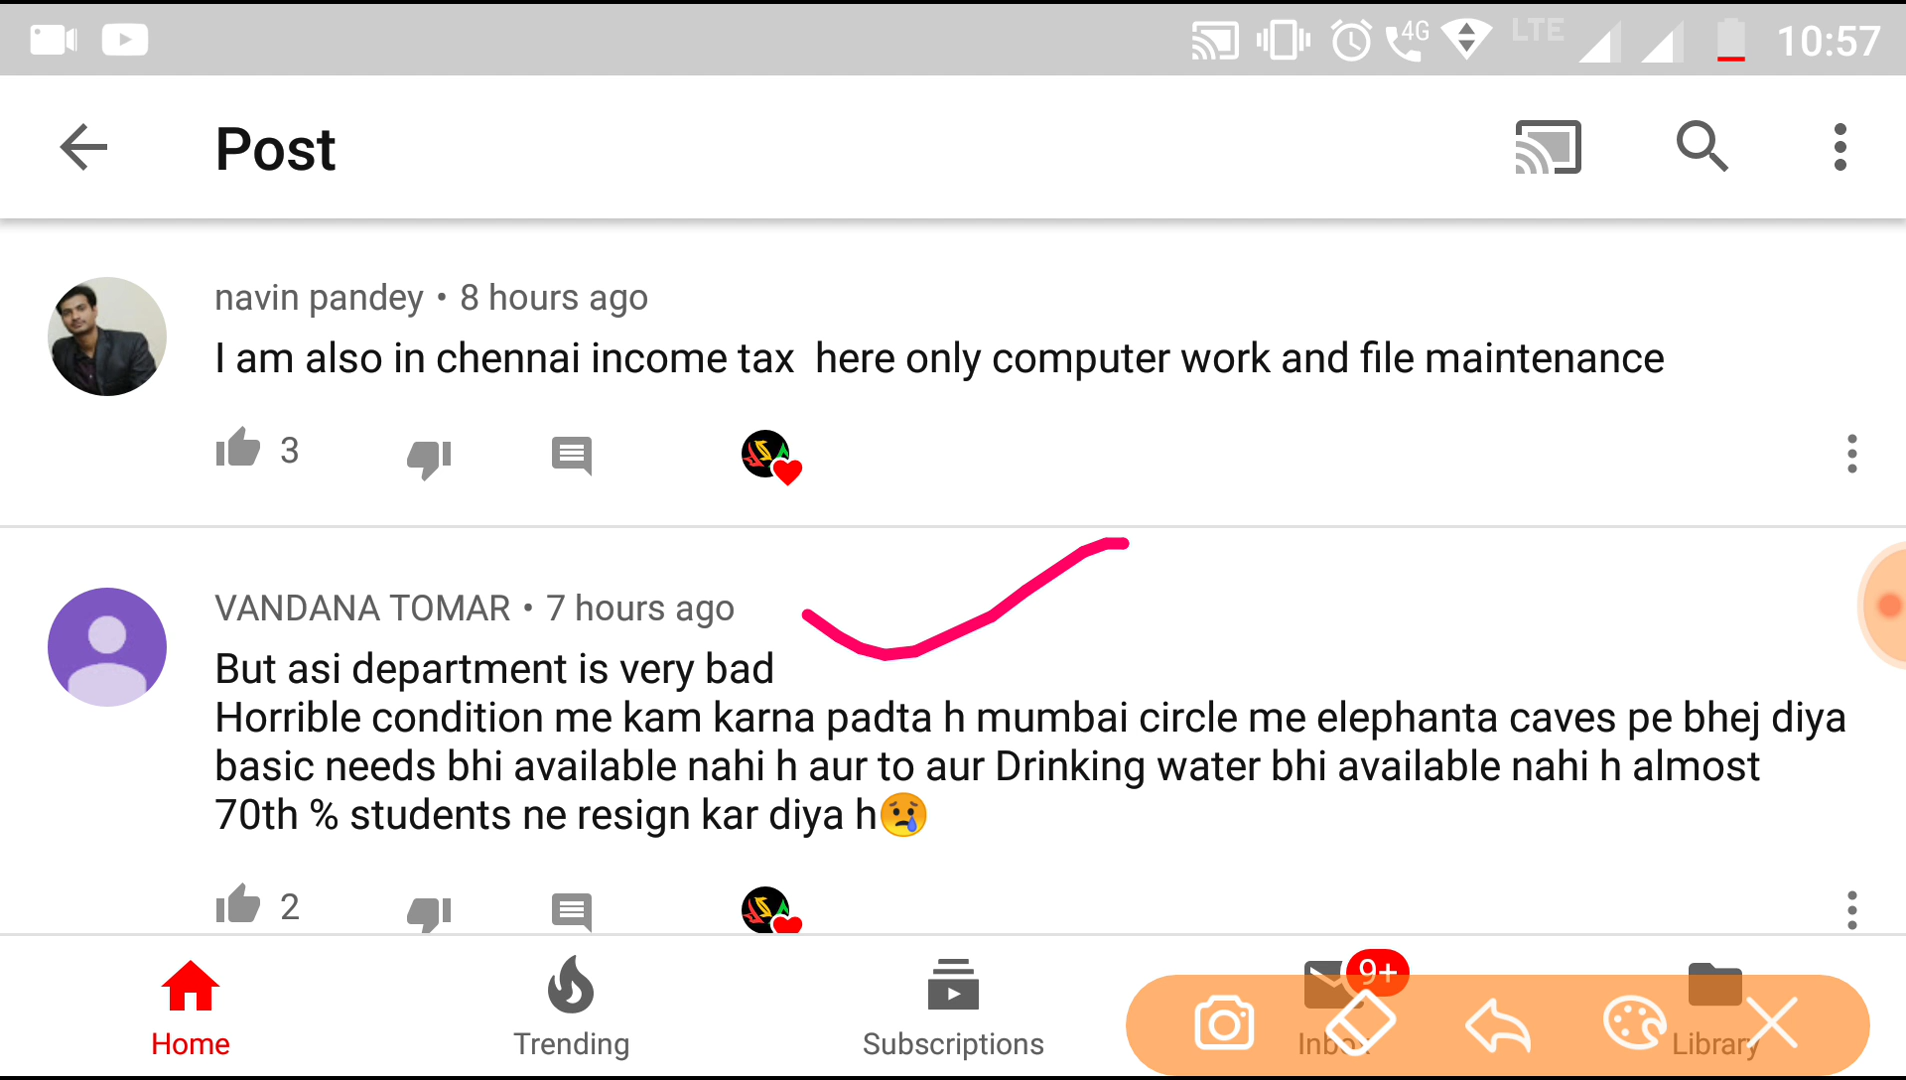 4G LTE 10:57
Post
navin pandey • 8 hours ago
I am also in chennai income tax  here only computer work and file maintenance
3
VANDANA TOMAR • 7 hours ago
But asi department is very bad
Horrible condition me kam karna padta h mumbai circle me elephanta caves pe bhej diya
basic needs bhi available nahi h aur to aur Drinking water bhi available nahi h almost
70th % students ne resign kar diya h😢
2
9+
Home Trending Subscriptions Inbox Library